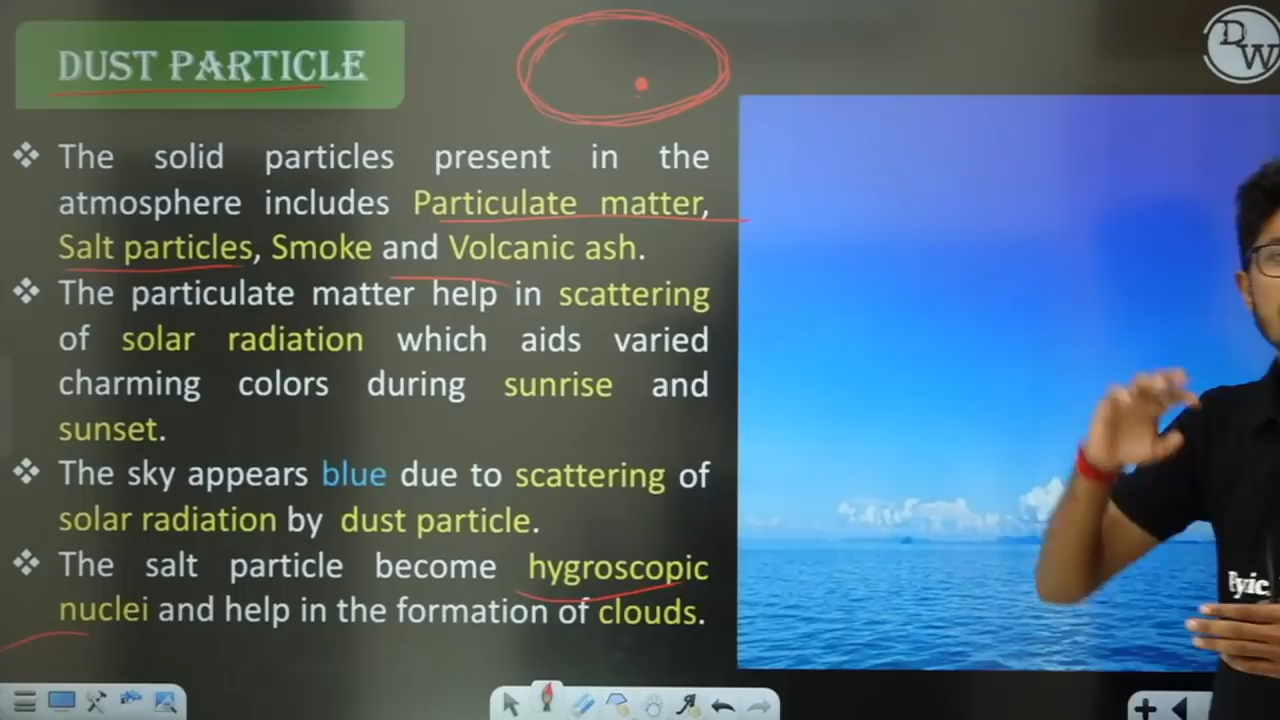 DUST PARTICLE
DW
❖ The solid particles present in the
atmosphere includes Particulate matter,
Salt particles, Smoke and Volcanic ash.
❖ The particulate matter help in scattering
of solar radiation which aids varied
charming colors during sunrise and
sunset.
❖ The sky appears blue due to scattering of
solar radiation by dust particle.
❖ The salt particle become hygroscopic
nuclei and help in the formation of clouds.